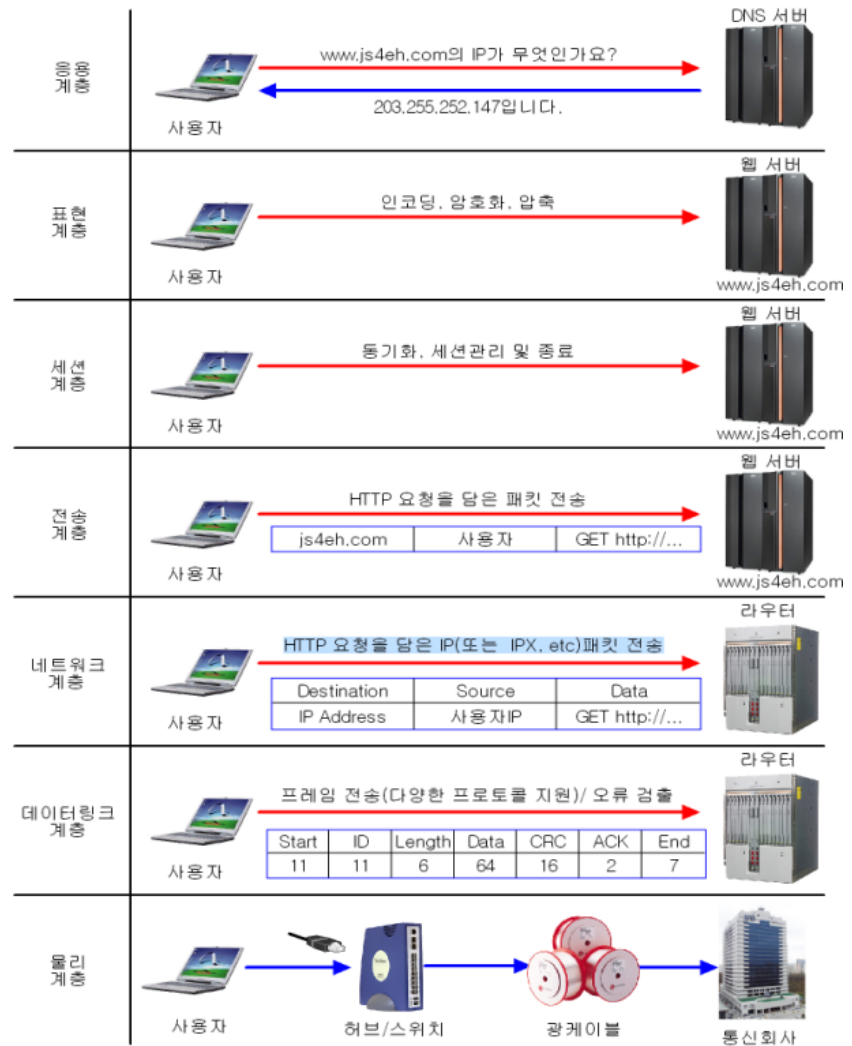 DNS 서버
응용
계층
www.js4eh.com의 IP가 무엇인가요?
203.255.252.147입니다.
사용자
표현
계층
인코딩, 암호화, 압축
사용자
웹 서버
www.js4eh.com
세션
계층
동기화, 세션관리 및 종료
사용자
웹 서버
www.js4eh.com
전송
계층
HTTP 요청을 담은 패킷 전송
js4eh.com 사용자 GET http://...
사용자
웹 서버
www.js4eh.com
네트워크
계층
HTTP 요청을 담은 IP(또는 IPX, etc)패킷 전송
Destination Source Data
IP Address 사용자IP GET http://...
사용자
라우터
데이터링크
계층
프레임 전송(다양한 프로토콜 지원)/ 오류 검출
Start ID Length Data CRC ACK End
11 11 6 64 16 2 7
사용자
라우터
물리
계층
사용자
허브/스위치
광케이블
통신회사